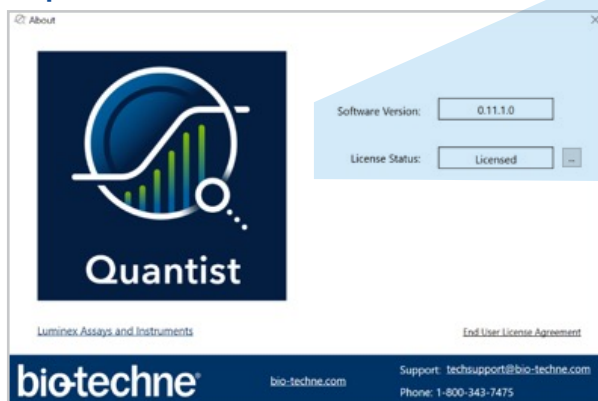 About
Software Version: 0.11.1.0
License Status: Licensed ...
Quantist
Luminex Assays and Instruments
End User License Agreement
bio-techne®
bio-techne.com
Support: techsupport@bio-techne.com
Phone: 1-800-343-7475